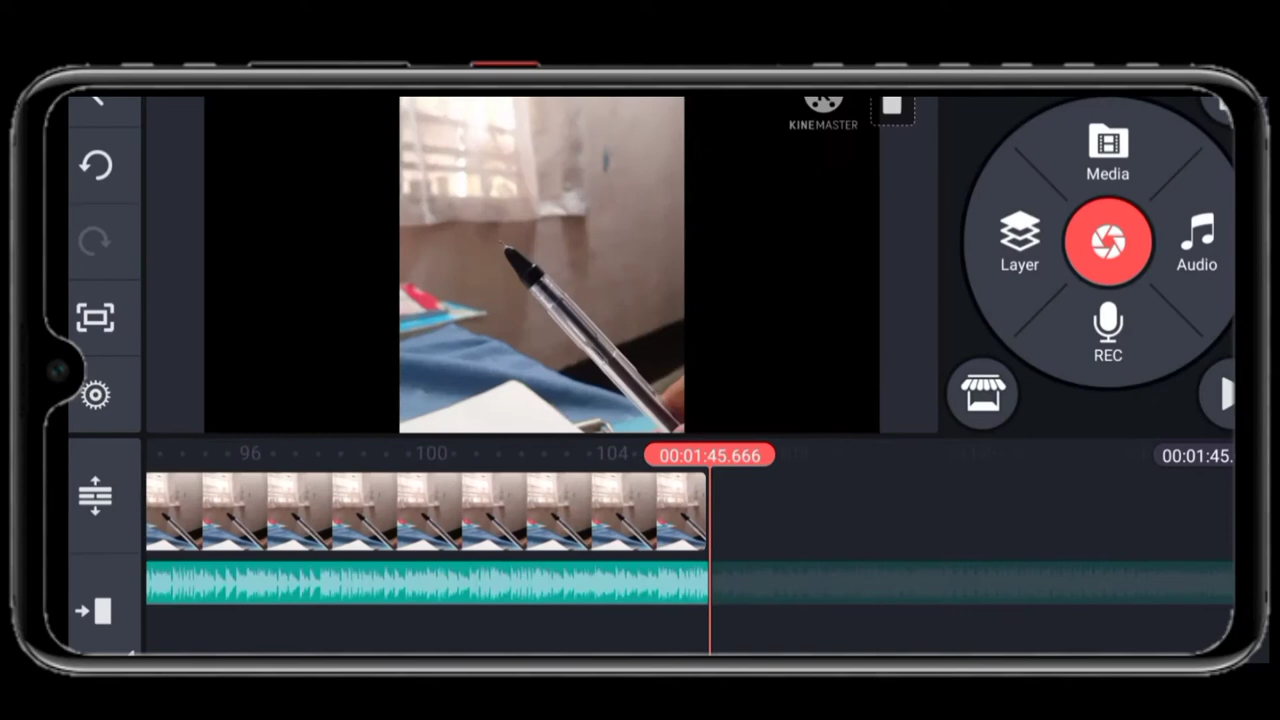 KINEMASTER
Media
Layer
Audio
REC
96
100
104
00:01:45.666
00:01:45.